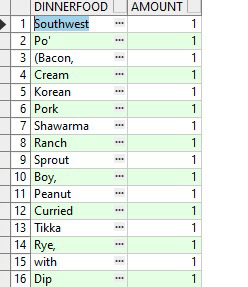 DINNERFOOD AMOUNT
1 Southwest ... 1
2 Po' ... 1
3 (Bacon, ... 1
4 Cream ... 1
5 Korean ... 1
6 Pork ... 1
7 Shawarma ... 1
8 Ranch ... 1
9 Sprout ... 1
10 Boy, ... 1
11 Peanut ... 1
12 Curried ... 1
13 Tikka ... 1
14 Rye, ... 1
15 with ... 1
16 Dip ... 1